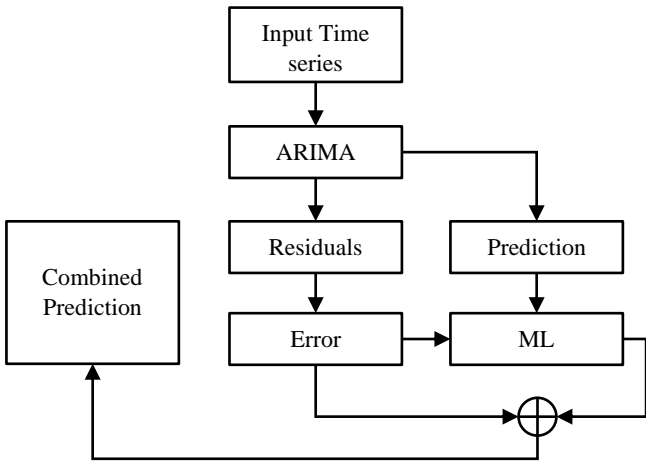 Input Time
series
ARIMA
Residuals
Prediction
Combined
Prediction
Error
ML